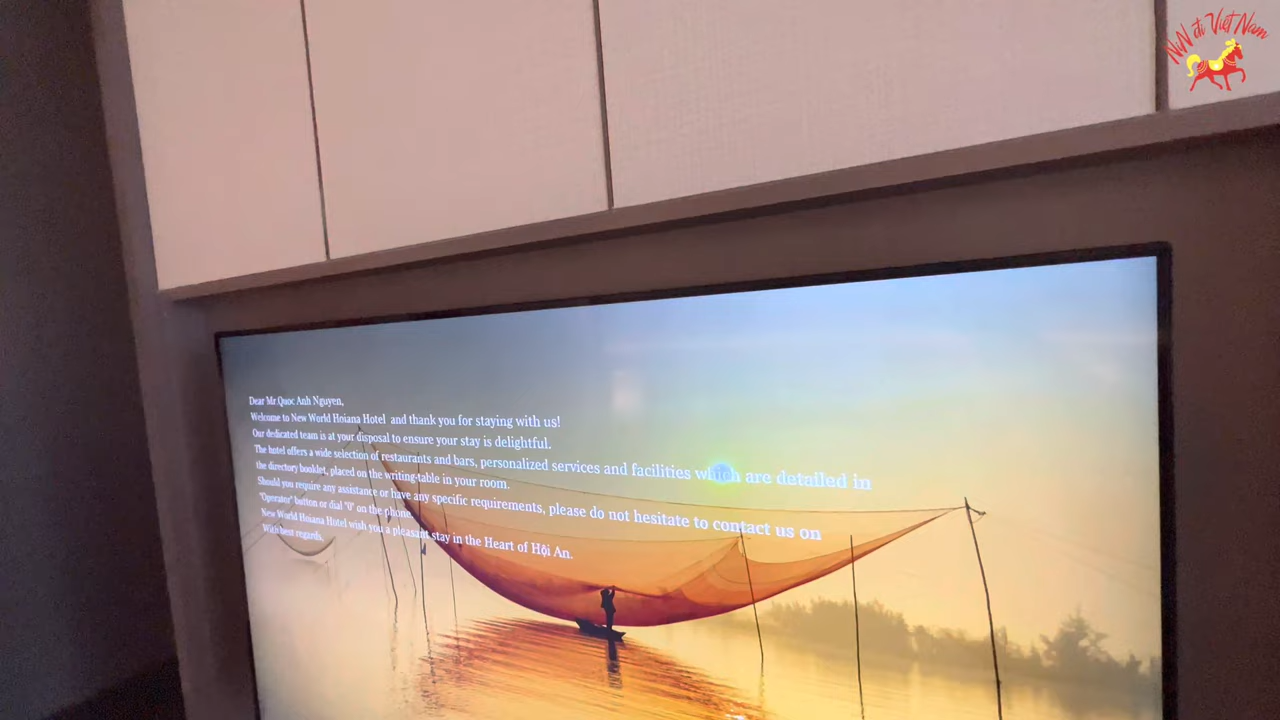 NN đi Việt Nam
Dear Mr.Quoc Anh Nguyen,
Welcome to New World Hoiana Hotel and thank you for staying with us!
Our dedicated team is at your disposal to ensure your stay is delightful.
The hotel offers a wide selection of restaurants and bars, personalized services and facilities which are detailed in
the directory booklet, placed on the writing-table in your room.
Should you require any assistance or have any specific requirements, please do not hesitate to contact us on
"Operator" button or dial "0" on the phone.
New World Hoiana Hotel wish you a pleasant stay in the Heart of Hội An.
With best regards,